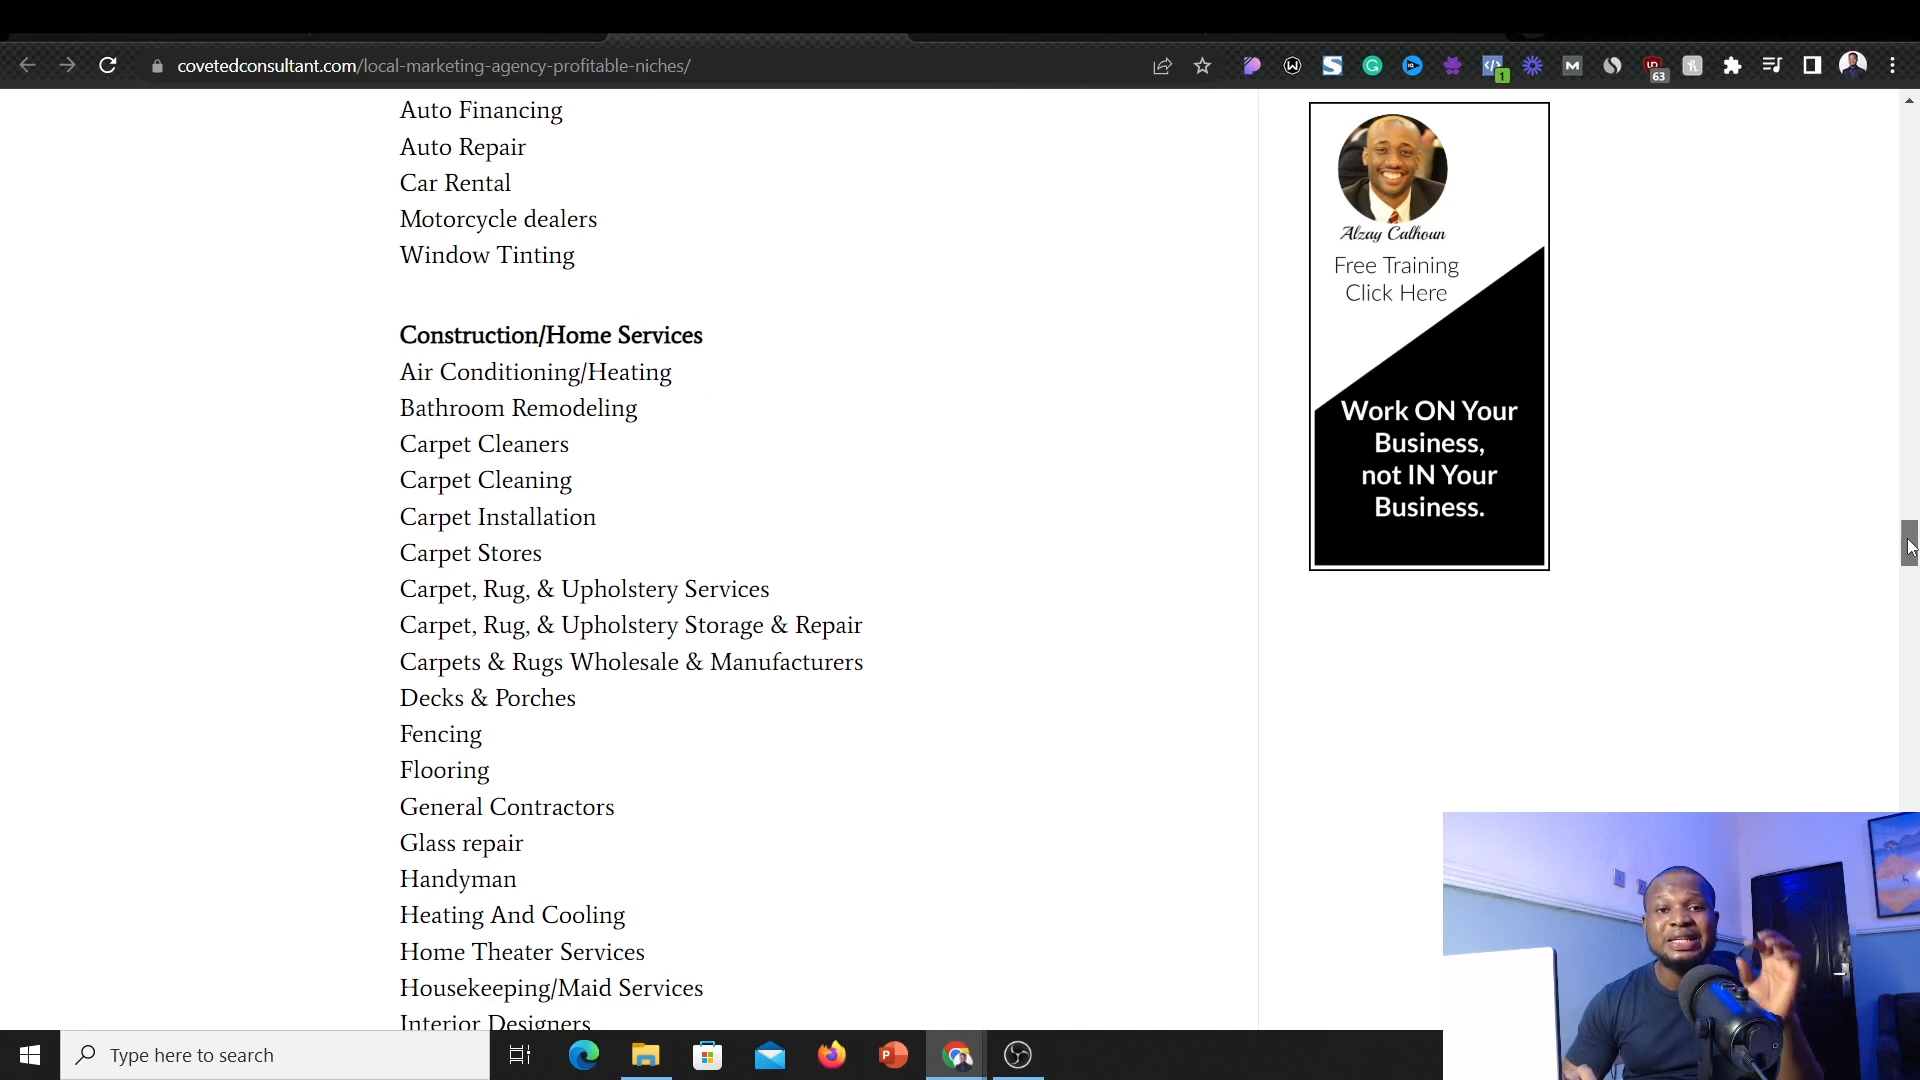 covetedconsultant.com/local-marketing-agency-profitable-niches/
1
63
Auto Financing
Auto Repair
Car Rental
Motorcycle dealers
Window Tinting
Construction/Home Services
Air Conditioning/Heating
Bathroom Remodeling
Carpet Cleaners
Carpet Cleaning
Carpet Installation
Carpet Stores
Carpet, Rug, & Upholstery Services
Carpet, Rug, & Upholstery Storage & Repair
Carpets & Rugs Wholesale & Manufacturers
Decks & Porches
Fencing
Flooring
General Contractors
Glass repair
Handyman
Heating And Cooling
Home Theater Services
Housekeeping/Maid Services
Interior Designers
Alzay Calhoun
Free Training
Click Here
Work ON Your
Business,
not IN Your
Business.
Type here to search